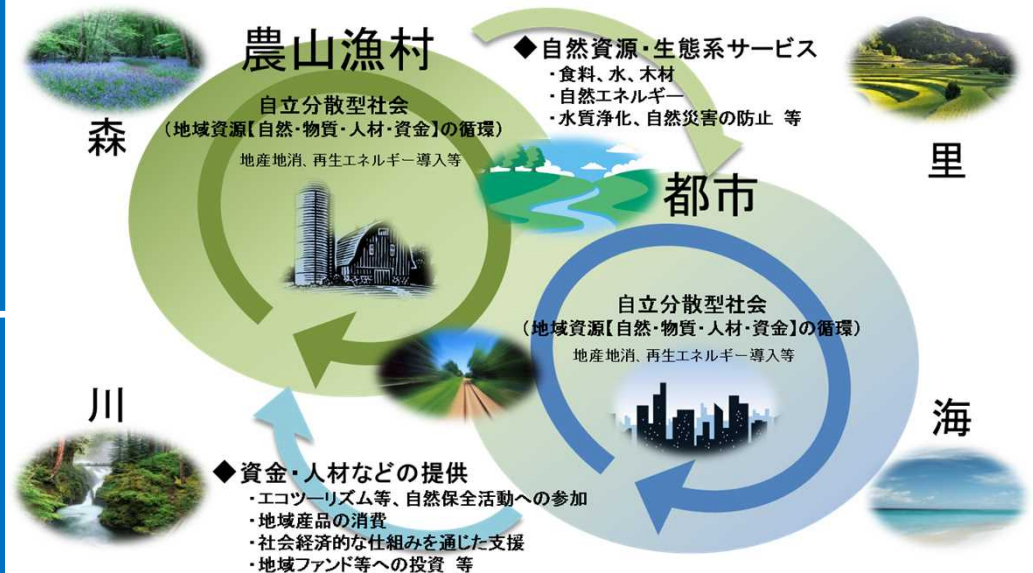 農山漁村
自立分散型社会
(地域資源【自然・物質・人材・資金】の循環)
地産地消、再生エネルギー導入等
森
◆自然資源・生態系サービス
・食料、水、木材
・自然エネルギー
・水質浄化、自然災害の防止 等
里
都市
自立分散型社会
(地域資源【自然・物質・人材・資金】の循環)
地産地消、再生エネルギー導入等
川
◆資金・人材などの提供
・エコツーリズム等、自然保全活動への参加
・地域産品の消費
・社会経済的な仕組みを通じた支援
・地域ファンド等への投資 等
海